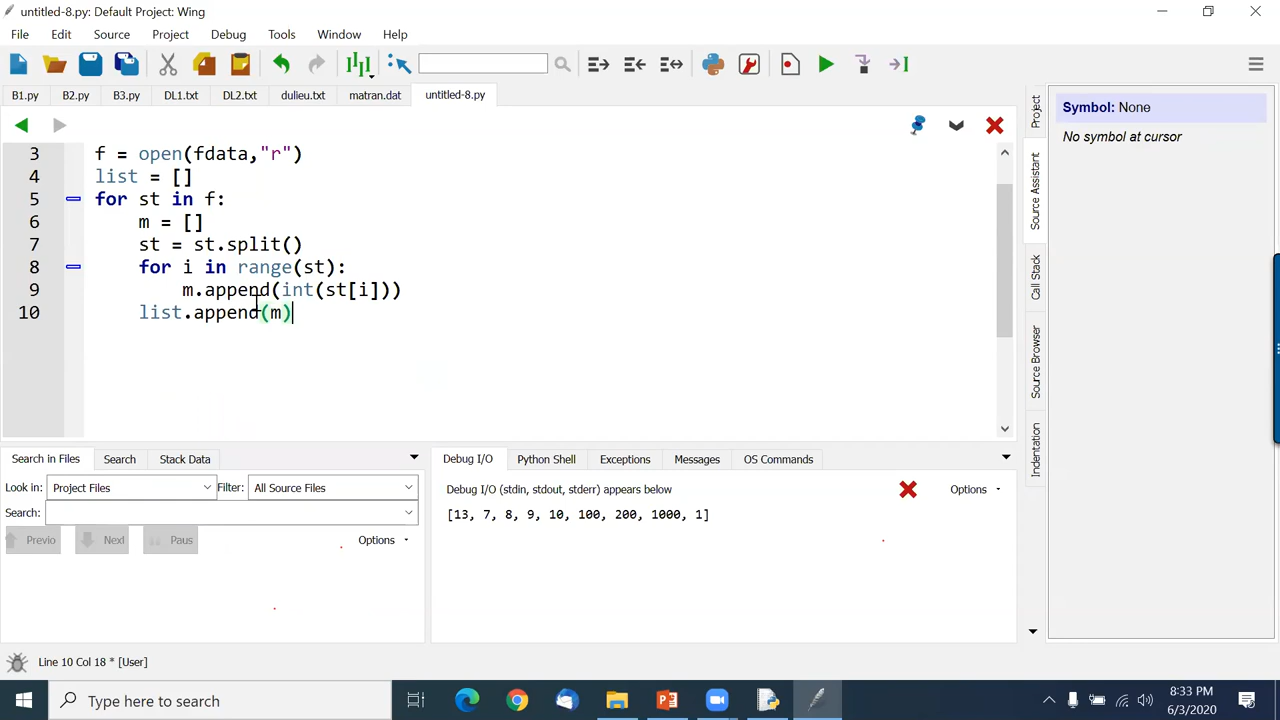 untitled-8.py: Default Project: Wing
File Edit Source Project Debug Tools Window Help
B1.py B2.py B3.py DL1.txt DL2.txt dulieu.txt matran.dat untitled-8.py
3 f = open(fdata,"r")
4 list = []
5 for st in f:
6 m = []
7 st = st.split()
8 for i in range(st):
9 m.append(int(st[i]))
10 list.append(m)
Project
Source Assistant
Call Stack
Source Browser
Indentation
Symbol: None
No symbol at cursor
Search in Files Search Stack Data
Look in: Project Files Filter: All Source Files
Search:
Previo Next Paus Options
Debug I/O Python Shell Exceptions Messages OS Commands
Debug I/O (stdin, stdout, stderr) appears below Options
[13, 7, 8, 9, 10, 100, 200, 1000, 1]
Line 10 Col 18 * [User]
Type here to search
8:33 PM
6/3/2020